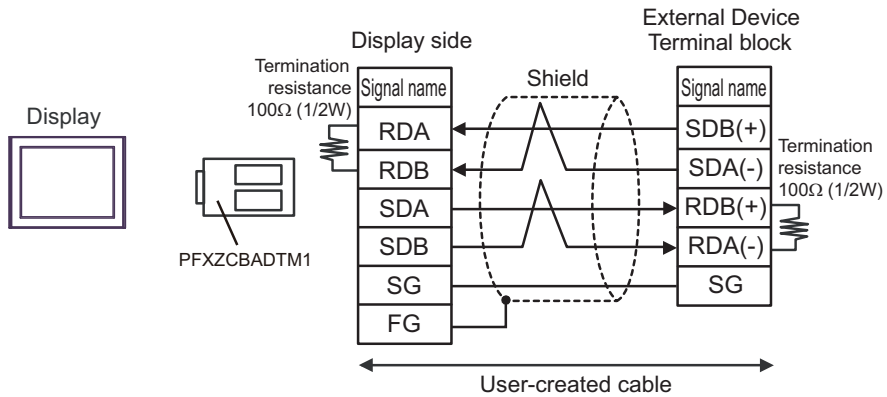 External Device
Terminal block
Display side
Termination
resistance
100Ω (1/2W)
Signal name
Shield
Signal name
Display
RDA
SDB(+)
Termination
resistance
100Ω (1/2W)
RDB
SDA(-)
SDA
RDB(+)
SDB
RDA(-)
PFXZCBADTM1
SG
SG
FG
User-created cable